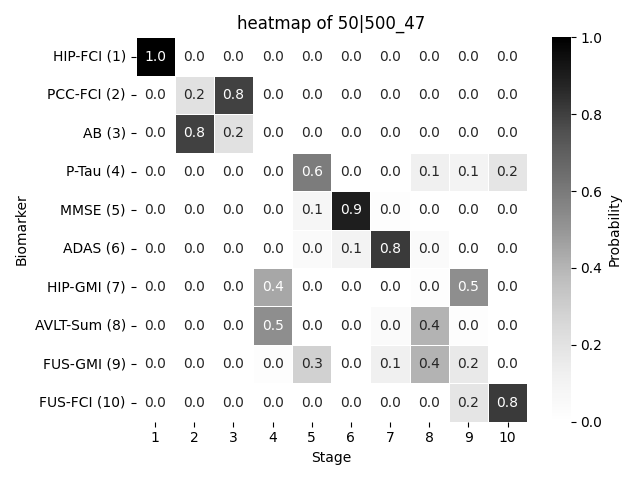 heatmap of 50|500_47
HIP-FCI (1) 1.0 0.0 0.0 0.0 0.0 0.0 0.0 0.0 0.0 0.0
PCC-FCI (2) 0.0 0.2 0.8 0.0 0.0 0.0 0.0 0.0 0.0 0.0
AB (3) 0.0 0.8 0.2 0.0 0.0 0.0 0.0 0.0 0.0 0.0
P-Tau (4) 0.0 0.0 0.0 0.0 0.6 0.0 0.0 0.1 0.1 0.2
MMSE (5) 0.0 0.0 0.0 0.0 0.1 0.9 0.0 0.0 0.0 0.0
ADAS (6) 0.0 0.0 0.0 0.0 0.0 0.1 0.8 0.0 0.0 0.0
HIP-GMI (7) 0.0 0.0 0.0 0.4 0.0 0.0 0.0 0.0 0.5 0.0
AVLT-Sum (8) 0.0 0.0 0.0 0.5 0.0 0.0 0.0 0.4 0.0 0.0
FUS-GMI (9) 0.0 0.0 0.0 0.0 0.3 0.0 0.1 0.4 0.2 0.0
FUS-FCI (10) 0.0 0.0 0.0 0.0 0.0 0.0 0.0 0.0 0.2 0.8
1 2 3 4 5 6 7 8 9 10
Stage
Biomarker
1.0
0.8
0.6
0.4
0.2
0.0
Probability